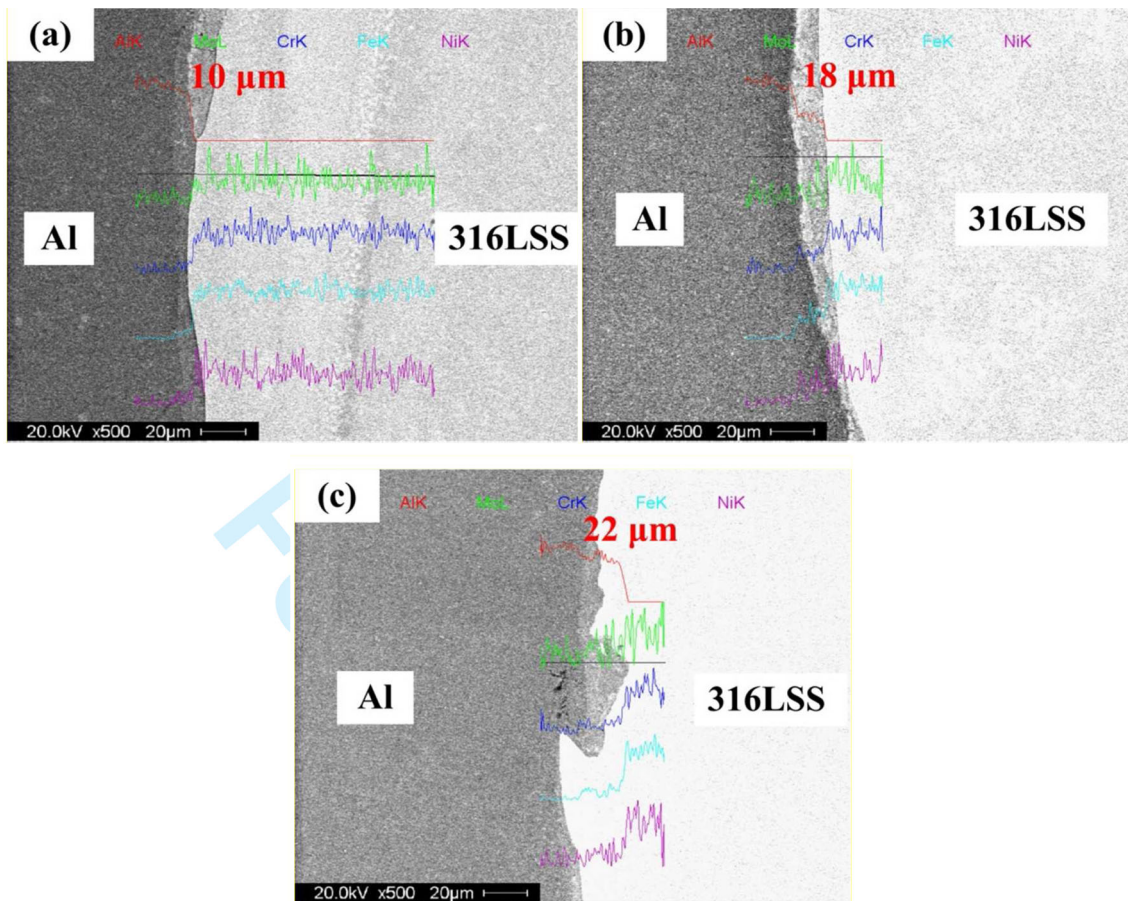 (a) AlK MoL CrK FeK NiK
10 µm
Al 316LSS
20.0kV x500 20µm
(b) AlK MoL CrK FeK NiK
18 µm
Al 316LSS
20.0kV x500 20µm
(c)
AlK MoL CrK FeK NiK
22 µm
Al 316LSS
20.0kV x500 20µm